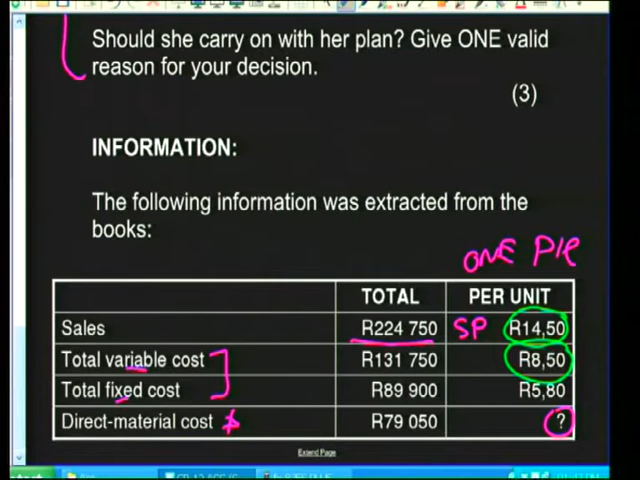 Should she carry on with her plan? Give ONE valid
reason for your decision.
(3)
INFORMATION:
The following information was extracted from the
books:
ONE PIE
TOTAL PER UNIT
Sales R224 750 SP R14,50
Total variable cost R131 750 R8,50
Total fixed cost R89 900 R5,80
Direct-material cost R79 050 ?
Extend Page